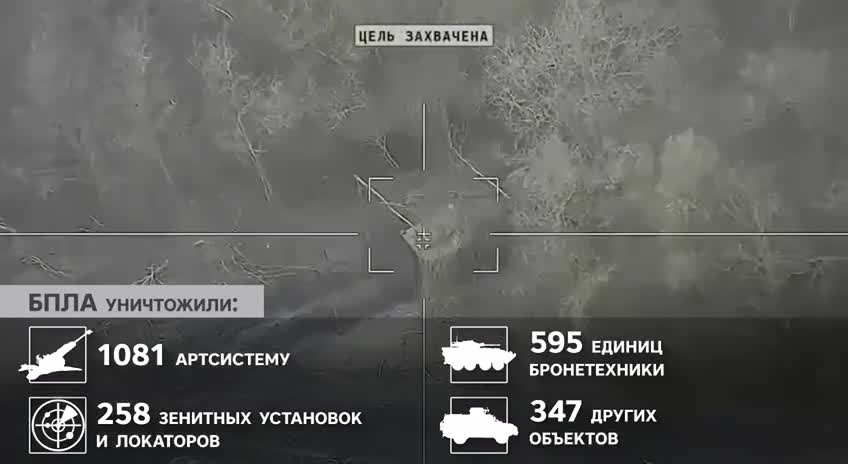 ЦЕЛЬ ЗАХВАЧЕНА
БПЛА УНИЧТОЖИЛИ:
1081 АРТСИСТЕМУ
258 ЗЕНИТНЫХ УСТАНОВОК
И ЛОКАТОРОВ
595 ЕДИНИЦ
БРОНЕТЕХНИКИ
347 ДРУГИХ
ОБЪЕКТОВ